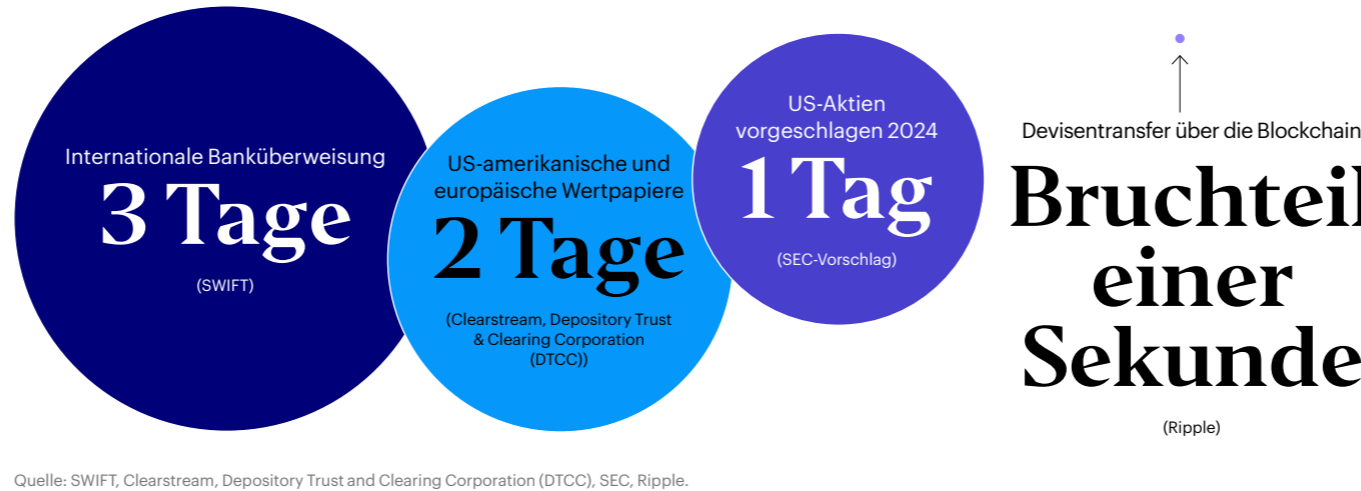 Internationale Banküberweisung
3 Tage
(SWIFT)
US-amerikanische und
europäische Wertpapiere
2 Tage
(Clearstream, Depository Trust
& Clearing Corporation
(DTCC))
US-Aktien
vorgeschlagen 2024
1 Tag
(SEC-Vorschlag)
Devisentransfer über die Blockchain
Bruchteil
einer
Sekunde
(Ripple)
Quelle: SWIFT, Clearstream, Depository Trust and Clearing Corporation (DTCC), SEC, Ripple.